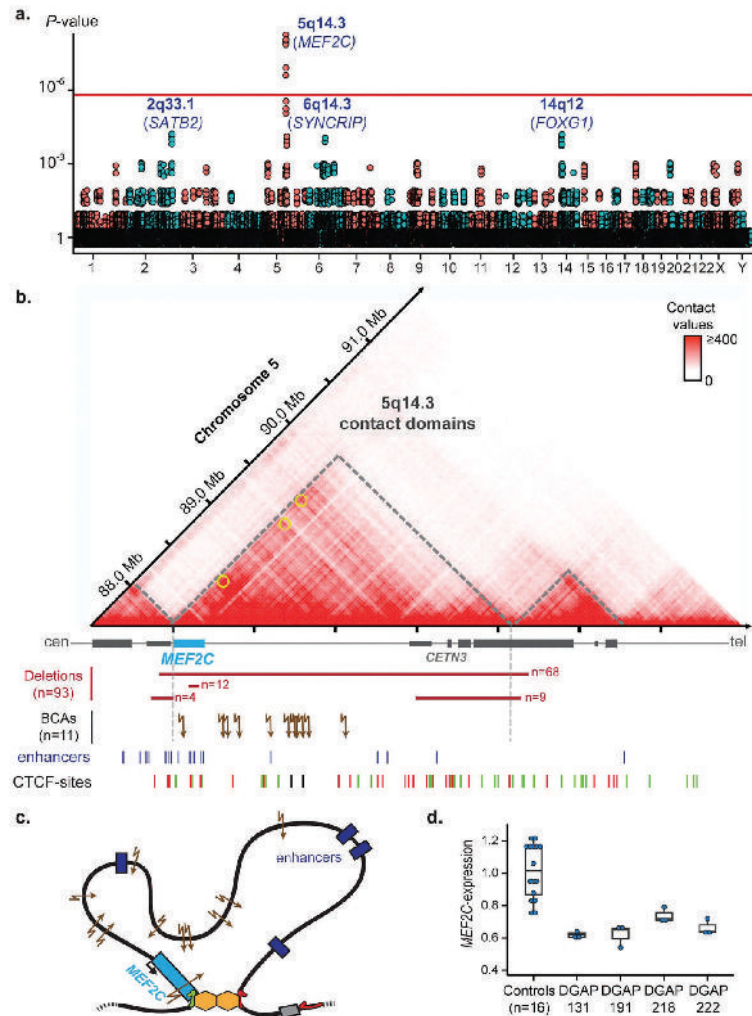 a.
P-value
5q14.3
(MEF2C)
10-6
2q33.1
6q14.3
14q12
(SATB2)
(SYNCRIP)
(FOXG1)
10-3
1
1 2 3 4 5 6 7 8 9 10 11 12 13 14 15 16 17 18 19 20 21 22 X Y
b.
Contact
values
≥400
0
91.0 Mb
90.0 Mb
89.0 Mb
88.0 Mb
Chromosome 5
5q14.3
contact domains
cen
tel
MEF2C
CETN3
Deletions
(n=93)
n=68
n=12
n=4
n=9
BCAs
(n=11)
enhancers
CTCF-sites
c.
enhancers
MEF2C
d.
MEF2C-expression
1.2
1.0
0.8
0.6
0.4
Controls DGAP DGAP DGAP DGAP
(n=16) 131 191 218 222